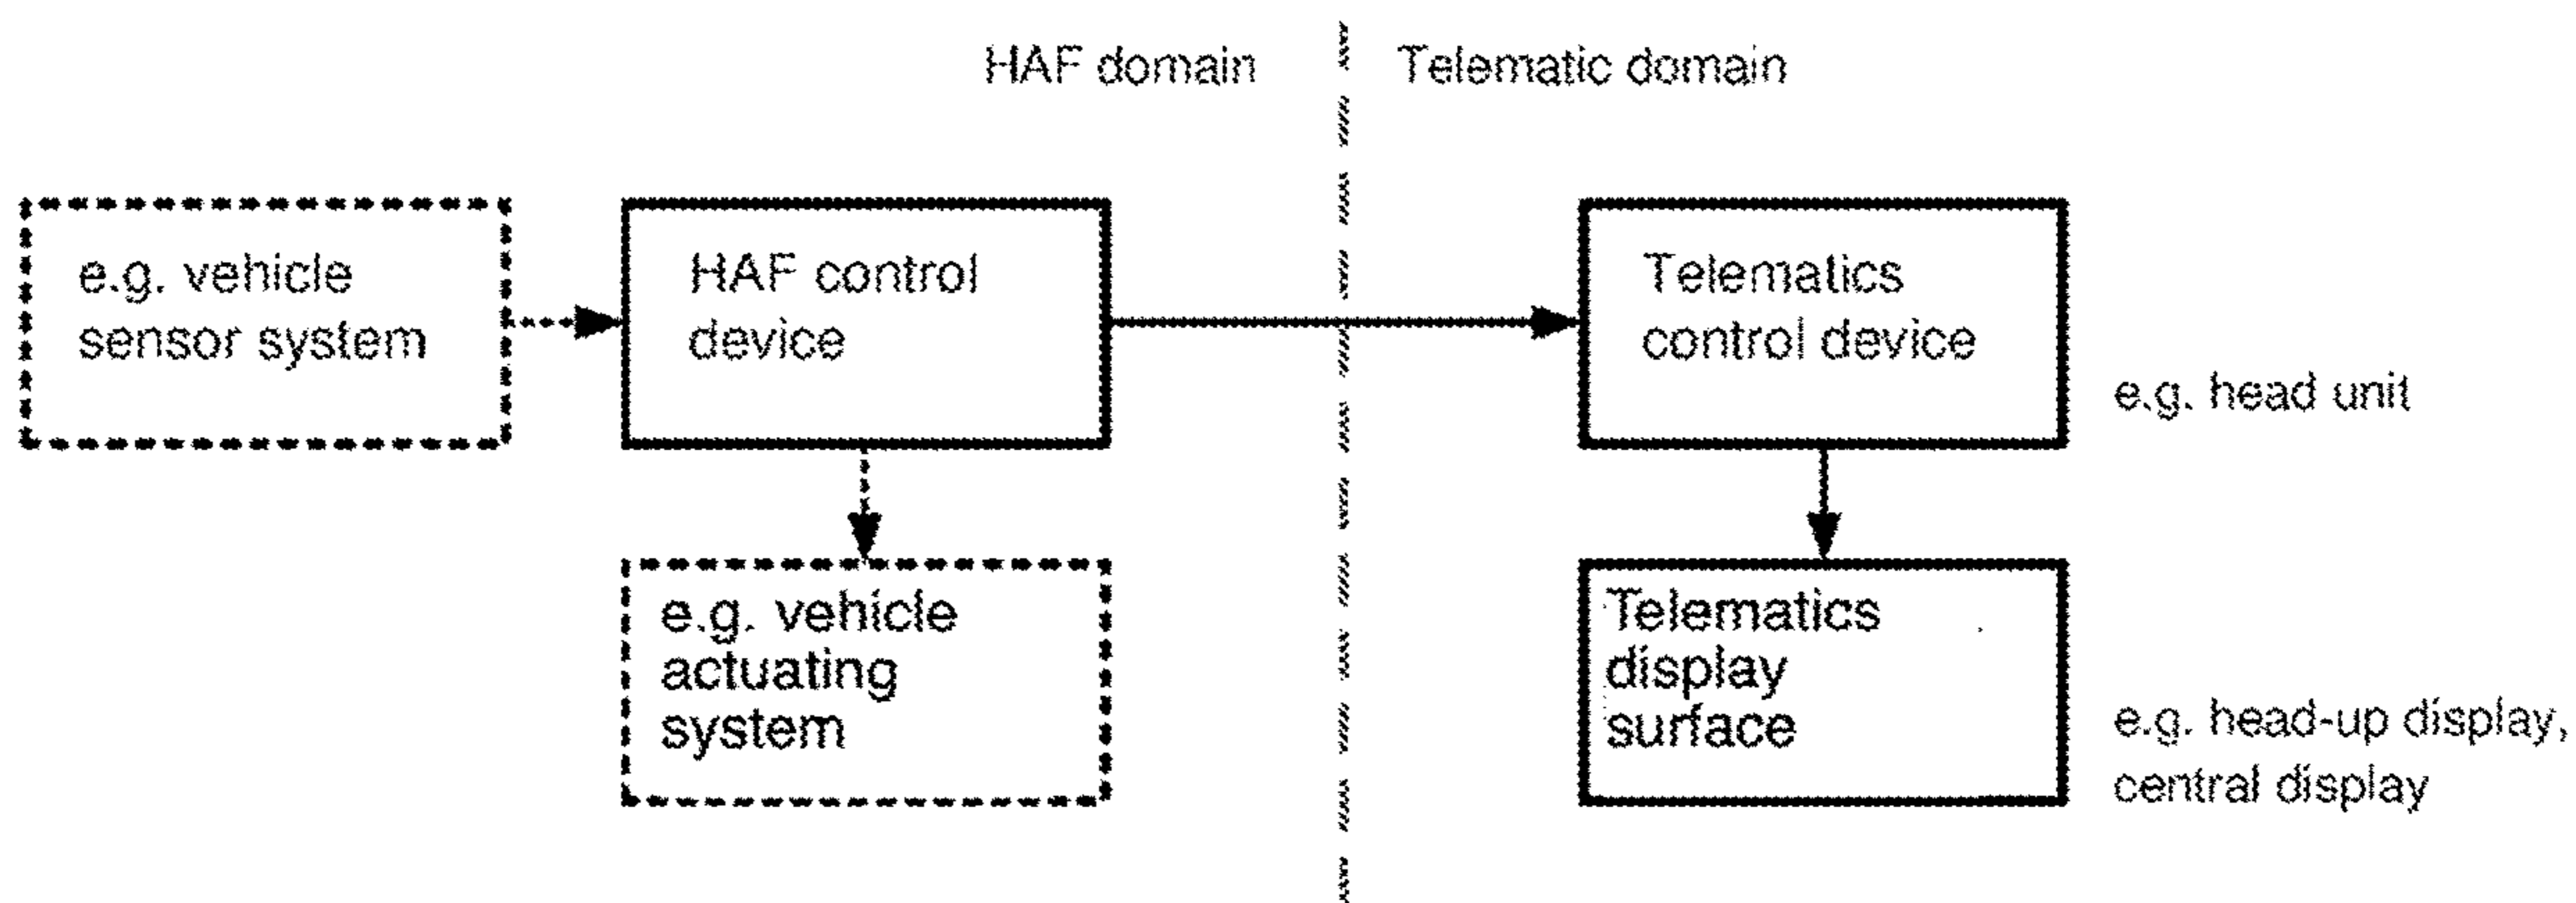 HAF domain
Telematic domain
e.g. vehicle
sensor system
HAF control
device
Telematics
control device
e.g. head unit
e.g. vehicle
actuating
system
Telematics
display
surface
e.g. head-up display,
central display